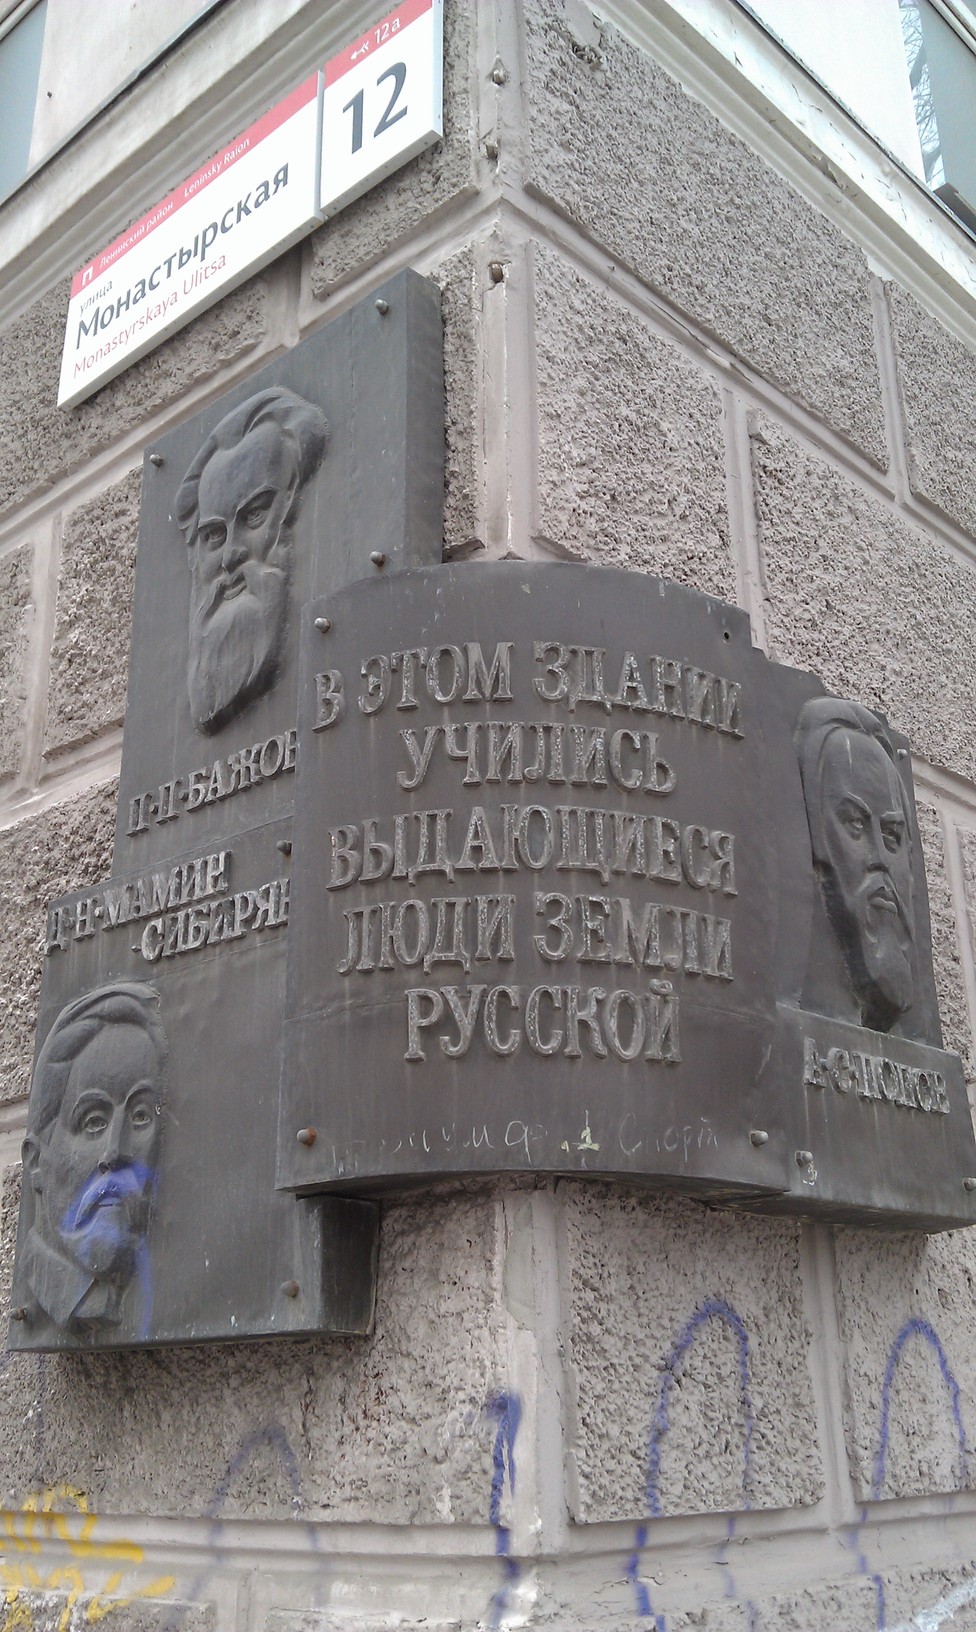 12а
12
Ленинский район Leninsky Raion
улица
Монастырская
Monastyrskaya Ulitsa
П·П·БАЖОВ
Д·Н·МАМИН
-СИБИРЯК
В ЭТОМ ЗДАНИИ
УЧИЛИСЬ
ВЫДАЮЩИЕСЯ
ЛЮДИ ЗЕМЛИ
РУССКОЙ
А·С·ПОПОВ
Спорт